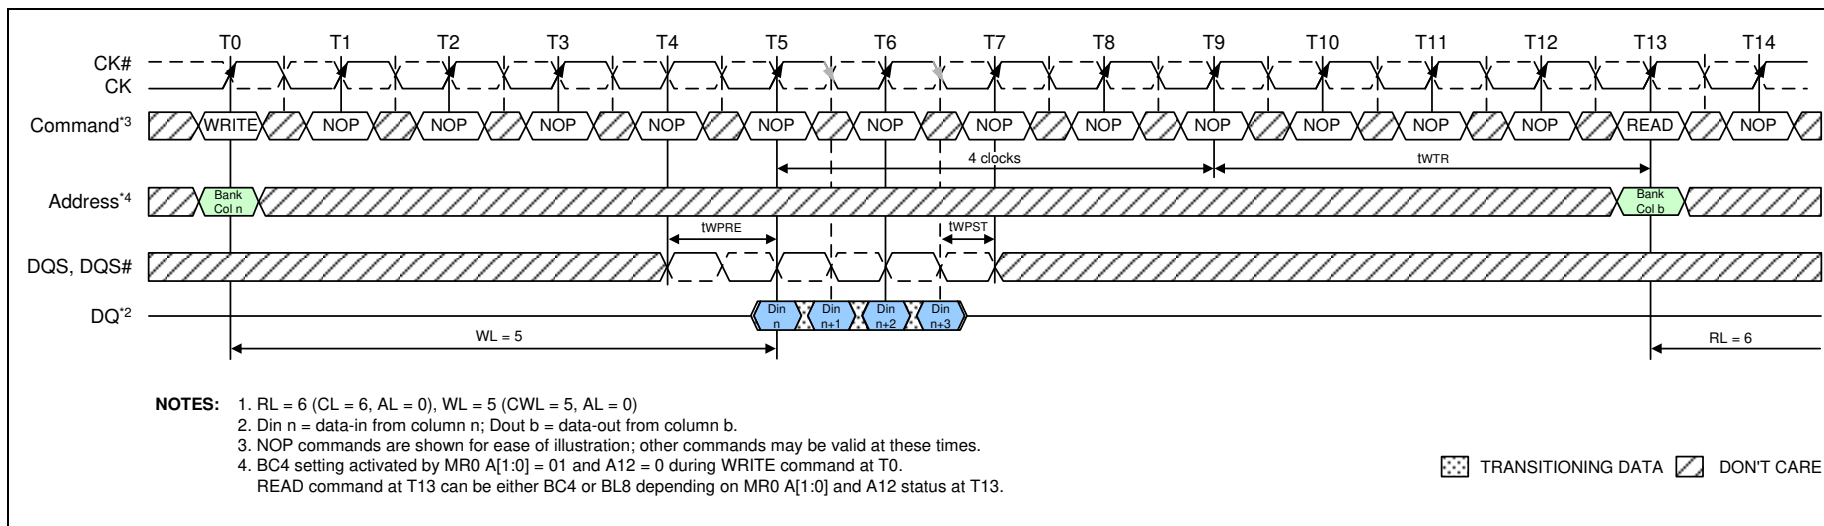 T0 T1 T2 T3 T4 T5 T6 T7 T8 T9 T10 T11 T12 T13 T14
CK#
CK
Command*3 WRITE NOP NOP NOP NOP NOP NOP NOP NOP NOP NOP NOP NOP READ NOP
4 clocks tWTR
Address*4 Bank Col n Bank Col b
tWPRE tWPST
DQS, DQS#
DQ*2 Din n Din n+1 Din n+2 Din n+3
WL = 5 RL = 6
NOTES: 1. RL = 6 (CL = 6, AL = 0), WL = 5 (CWL = 5, AL = 0)
2. Din n = data-in from column n; Dout b = data-out from column b.
3. NOP commands are shown for ease of illustration; other commands may be valid at these times.
4. BC4 setting activated by MR0 A[1:0] = 01 and A12 = 0 during WRITE command at T0.
READ command at T13 can be either BC4 or BL8 depending on MR0 A[1:0] and A12 status at T13.
TRANSITIONING DATA DON'T CARE